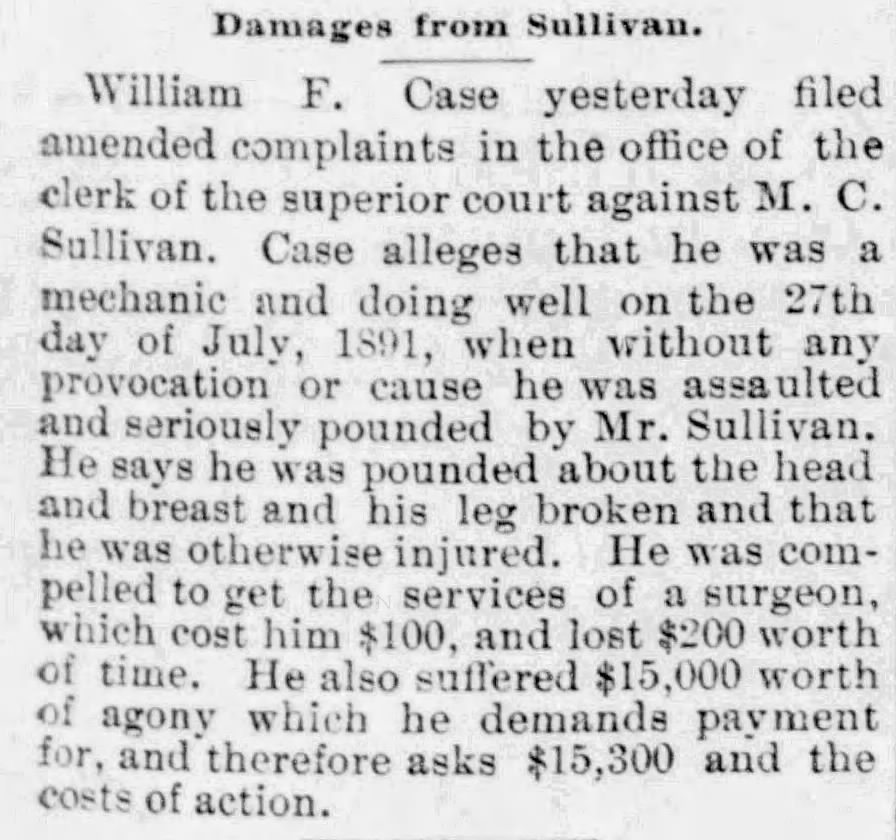 Damages from Sullivan.
William F. Case yesterday filed
amended complaints in the office of the
clerk of the superior court against M. C.
Sullivan. Case alleges that he was a
mechanic and doing well on the 27th
day of July, 1891, when without any
provocation or cause he was assaulted
and seriously pounded by Mr. Sullivan.
He says he was pounded about the head
and breast and his leg broken and that
he was otherwise injured. He was com-
pelled to get the services of a surgeon,
which cost him $100, and lost $200 worth
of time. He also suffered $15,000 worth
of agony which he demands payment
for, and therefore asks $15,300 and the
costs of action.